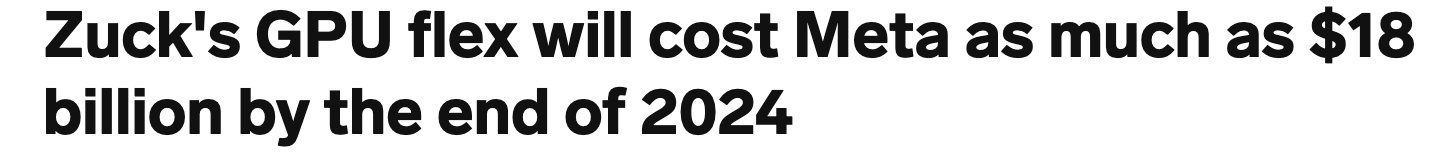 Zuck's GPU flex will cost Meta as much as $18
billion by the end of 2024